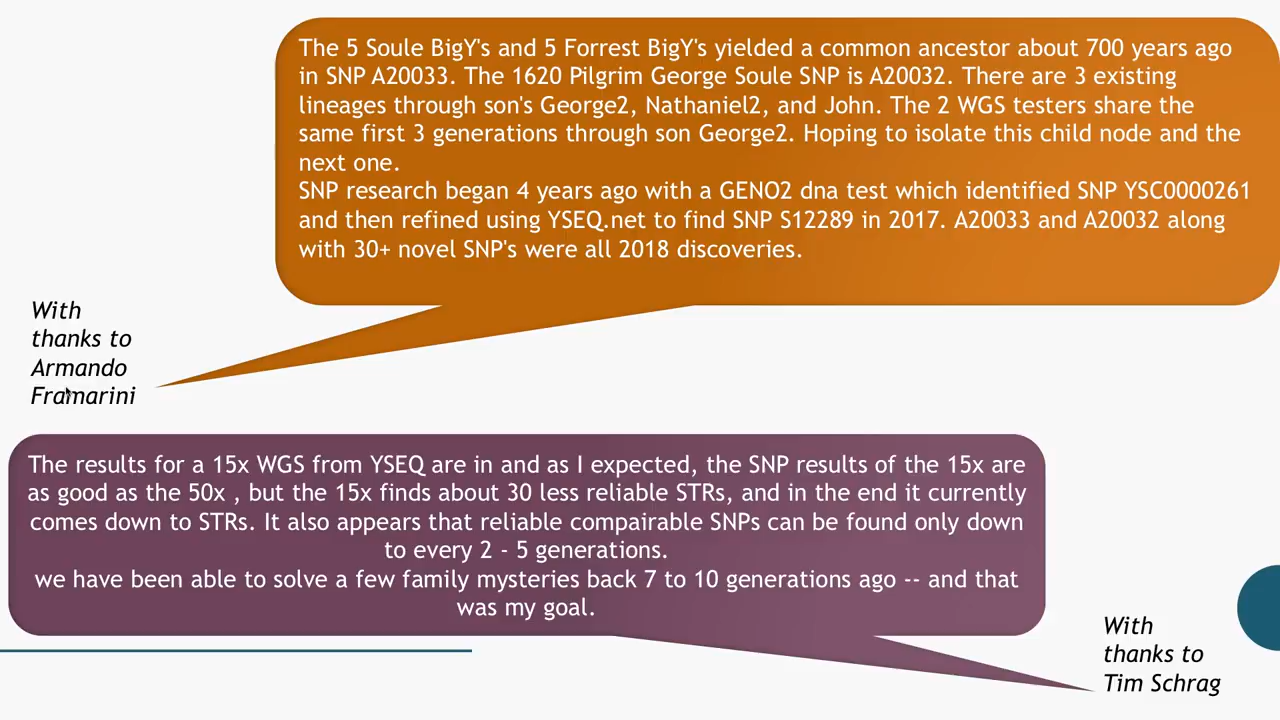 The 5 Soule BigY's and 5 Forrest BigY's yielded a common ancestor about 700 years ago
in SNP A20033. The 1620 Pilgrim George Soule SNP is A20032. There are 3 existing
lineages through son's George2, Nathaniel2, and John. The 2 WGS testers share the
same first 3 generations through son George2. Hoping to isolate this child node and the
next one.
SNP research began 4 years ago with a GENO2 dna test which identified SNP YSC0000261
and then refined using YSEQ.net to find SNP S12289 in 2017. A20033 and A20032 along
with 30+ novel SNP's were all 2018 discoveries.
With
thanks to
Armando
Framarini
The results for a 15x WGS from YSEQ are in and as I expected, the SNP results of the 15x are
as good as the 50x , but the 15x finds about 30 less reliable STRs, and in the end it currently
comes down to STRs. It also appears that reliable compairable SNPs can be found only down
to every 2 - 5 generations.
we have been able to solve a few family mysteries back 7 to 10 generations ago -- and that
was my goal.
With
thanks to
Tim Schrag